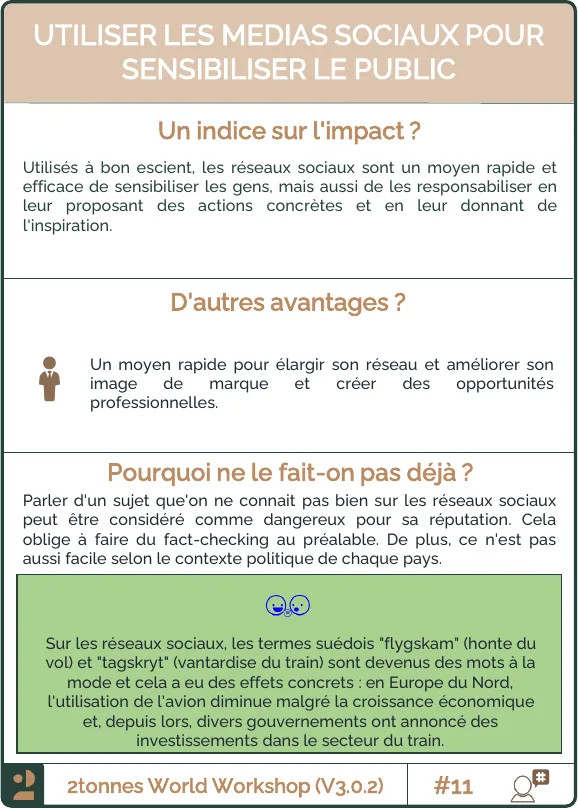 UTILISER LES MEDIAS SOCIAUX POUR
SENSIBILISER LE PUBLIC
Un indice sur l'impact ?
Utilisés à bon escient, les réseaux sociaux sont un moyen rapide et
efficace de sensibiliser les gens, mais aussi de les responsabiliser en
leur proposant des actions concrètes et en leur donnant de
l'inspiration.
D'autres avantages ?
Un moyen rapide pour élargir son réseau et améliorer son
image de marque et créer des opportunités
professionnelles.
Pourquoi ne le fait-on pas déjà ?
Parler d'un sujet que'on ne connait pas bien sur les réseaux sociaux
peut être considéré comme dangereux pour sa réputation. Cela
oblige à faire du fact-checking au préalable. De plus, ce n'est pas
aussi facile selon le contexte politique de chaque pays.
Sur les réseaux sociaux, les termes suédois "flygskam" (honte du
vol) et "tagskryt" (vantardise du train) sont devenus des mots à la
mode et cela a eu des effets concrets : en Europe du Nord,
l'utilisation de l'avion diminue malgré la croissance économique
et, depuis lors, divers gouvernements ont annoncé des
investissements dans le secteur du train.
2tonnes World Workshop (V3.0.2)
#11
#